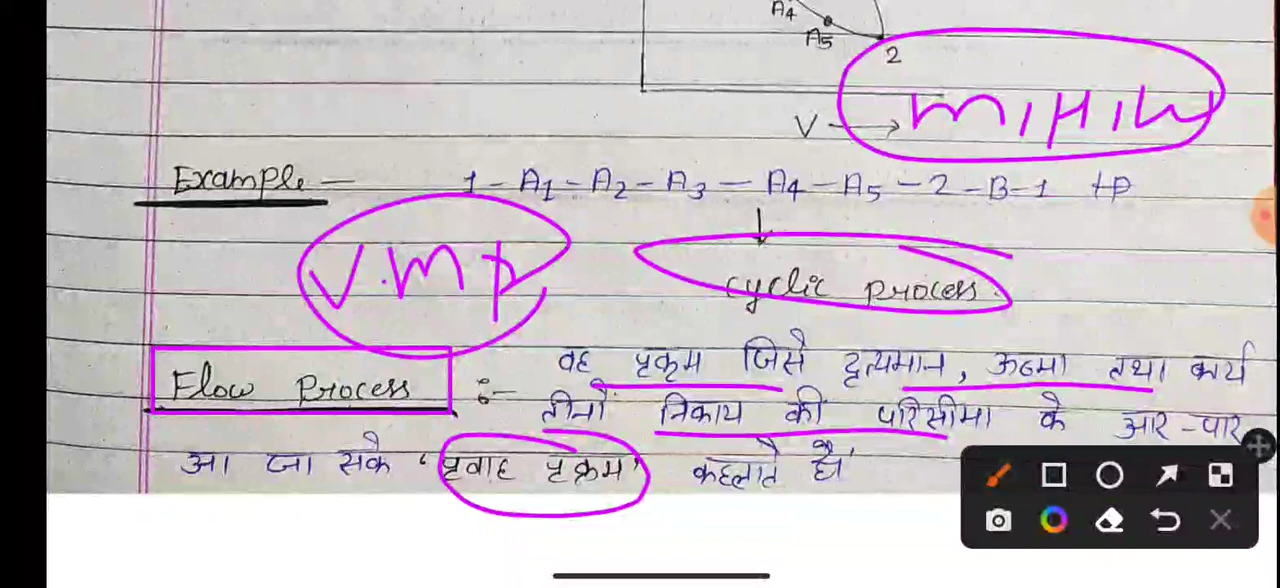 A4
A5
2
V → m, H, W
Example – 1 - A1 - A2 - A3 - A4 - A5 - 2 - B - 1
↓
V.m.p
cyclic process.
Flow Process :- वह प्रक्रम जिसे द्रव्यमान, ऊष्मा तथा कार्य
तीनों निकाय की परिसीमा के आर-पार
आ जा सके 'प्रवाह प्रक्रम' कहलाते है।